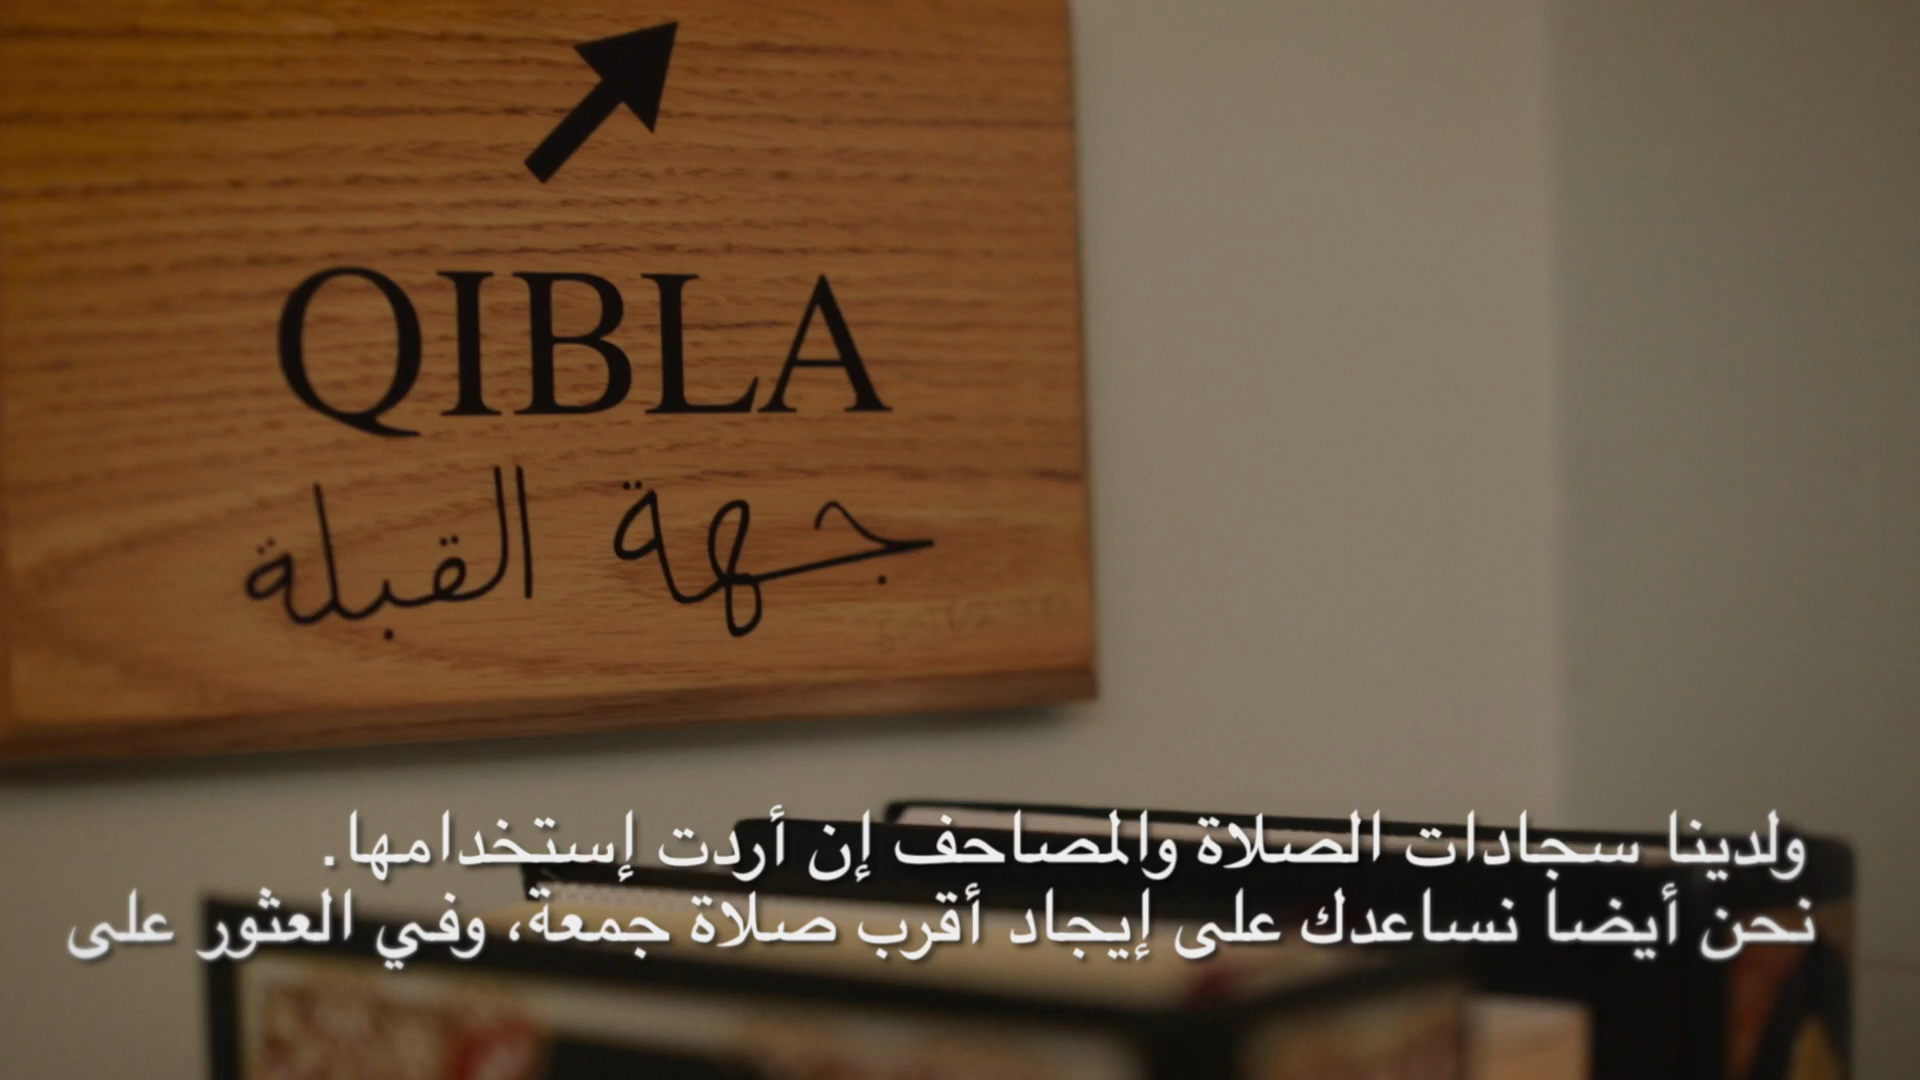 QIBLA
جهة القبلة
ولدينا سجادات الصلاة والمصاحف إن أردت إستخدامها.
نحن أيضاً نساعدك على إيجاد أقرب صلاة جمعة، وفي العثور على